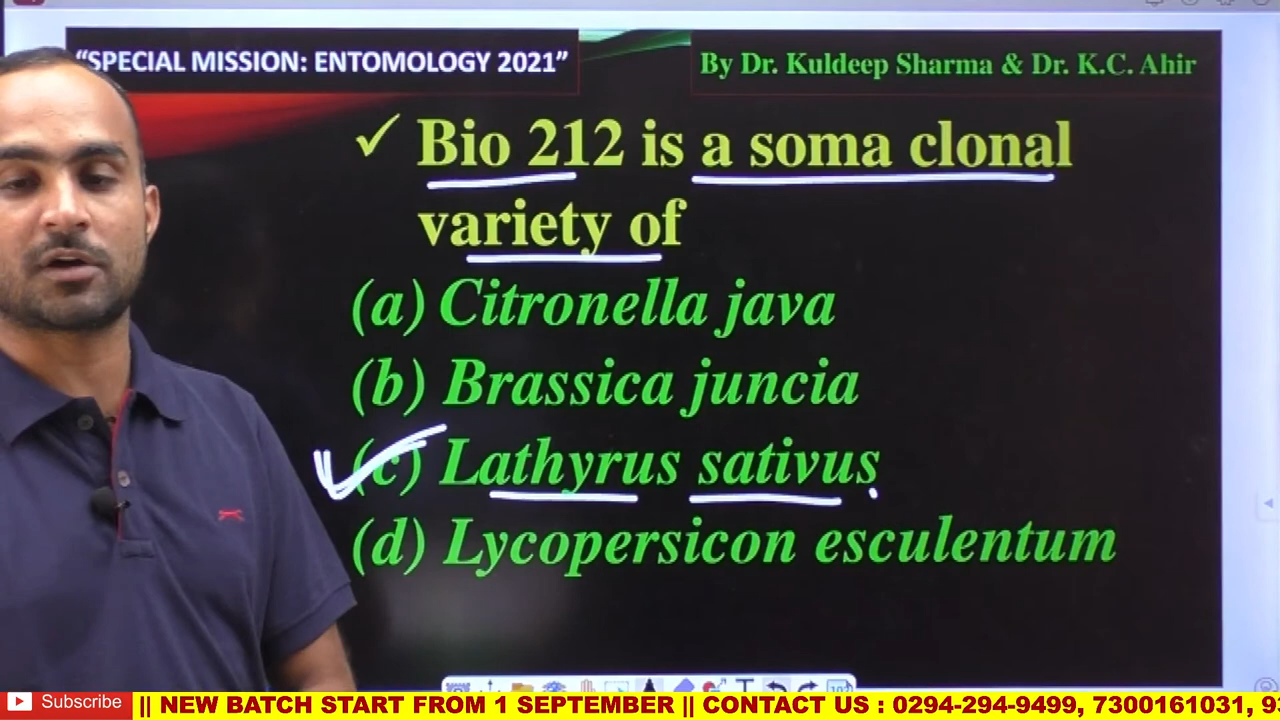 “SPECIAL MISSION: ENTOMOLOGY 2021”
By Dr. Kuldeep Sharma & Dr. K.C. Ahir
✓ Bio 212 is a soma clonal
variety of
(a) Citronella java
(b) Brassica juncia
(c) Lathyrus sativus
(d) Lycopersicon esculentum
Subscribe
|| NEW BATCH START FROM 1 SEPTEMBER || CONTACT US : 0294-294-9499, 7300161031, 93